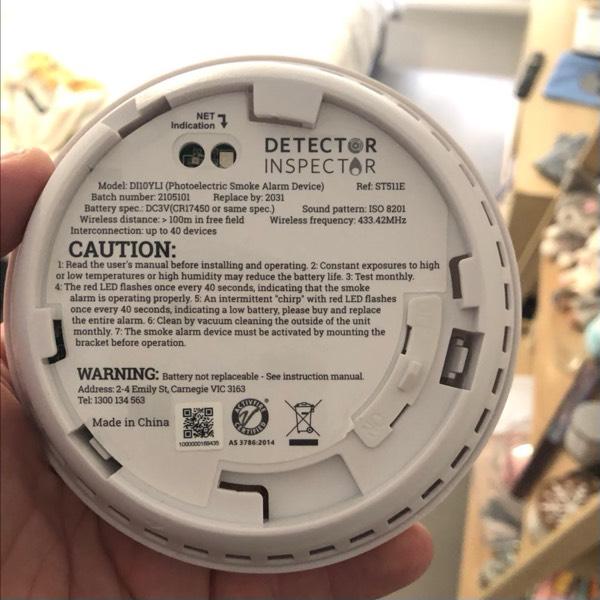 NET
Indication
DETECTOR
INSPECTOR
Model: DI10YLI (Photoelectric Smoke Alarm Device) Ref: ST511E
Batch number: 2105101 Replace by: 2031
Battery spec.: DC3V(CR17450 or same spec.) Sound pattern: ISO 8201
Wireless distance: > 100m in free field Wireless frequency: 433.42MHz
Interconnection: up to 40 devices
CAUTION:
1: Read the user's manual before installing and operating. 2: Constant exposures to high
or low temperatures or high humidity may reduce the battery life. 3: Test monthly.
4: The red LED flashes once every 40 seconds, indicating that the smoke
alarm is operating properly. 5: An intermittent "chirp" with red LED flashes
once every 40 seconds, indicating a low battery, please buy and replace
the entire alarm. 6: Clean by vacuum cleaning the outside of the unit
monthly. 7: The smoke alarm device must be activated by mounting the
bracket before operation.
WARNING: Battery not replaceable - See instruction manual.
Address: 2-4 Emily St, Carnegie VIC 3163
Tel: 1300 134 563
Made in China
ACTIVFIRE
CERTIFIED
1000000168435
AS 3786:2014